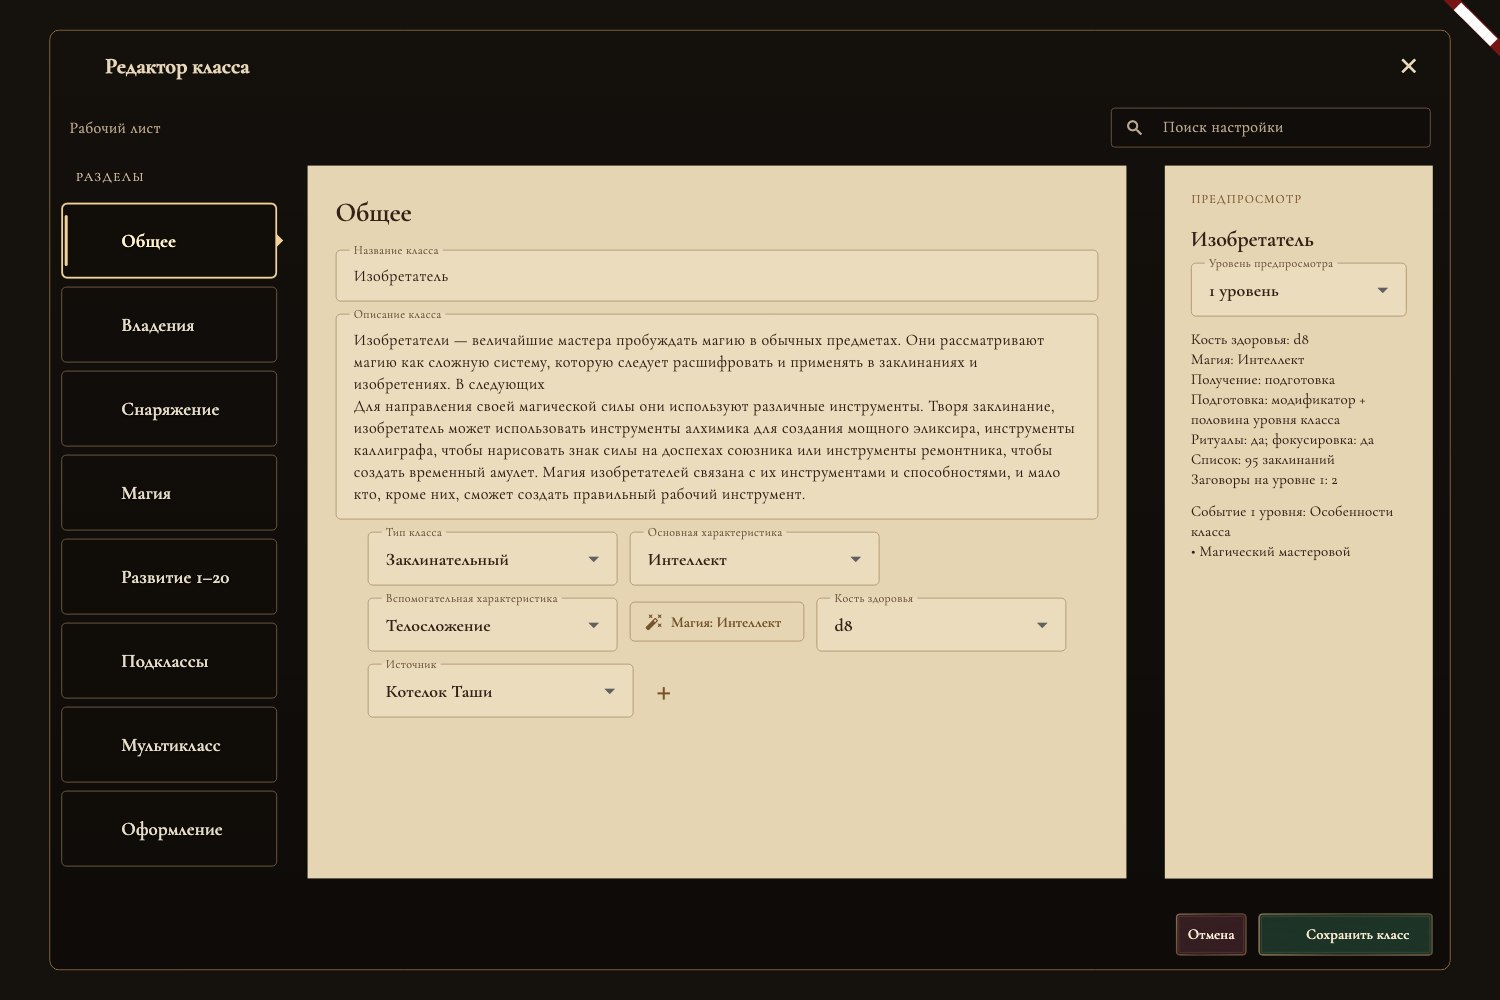 Редактор класса
Рабочий лист
Поиск настройки
РАЗДЕЛЫ
Общее
Владения
Снаряжение
Магия
Развитие 1–20
Подклассы
Мультикласс
Оформление
Общее
Название класса
Изобретатель
Описание класса
Изобретатели — величайшие мастера пробуждать магию в обычных предметах. Они рассматривают
магию как сложную систему, которую следует расшифровать и применять в заклинаниях и
изобретениях. В следующих
Для направления своей магической силы они используют различные инструменты. Творя заклинание,
изобретатель может использовать инструменты алхимика для создания мощного эликсира, инструменты
каллиграфа, чтобы нарисовать знак силы на доспехах союзника или инструменты ремонтника, чтобы
создать временный амулет. Магия изобретателей связана с их инструментами и способностями, и мало
кто, кроме них, сможет создать правильный рабочий инструмент.
Тип класса
Заклинательный
Основная характеристика
Интеллект
Вспомогательная характеристика
Телосложение
Магия: Интеллект
Кость здоровья
d8
Источник
Котелок Таши
ПРЕДПРОСМОТР
Изобретатель
Уровень предпросмотра
1 уровень
Кость здоровья: d8
Магия: Интеллект
Получение: подготовка
Подготовка: модификатор +
половина уровня класса
Ритуалы: да; фокусировка: да
Список: 95 заклинаний
Заговоры на уровне 1: 2
Событие 1 уровня: Особенности
класса
• Магический мастеровой
Отмена
Сохранить класс